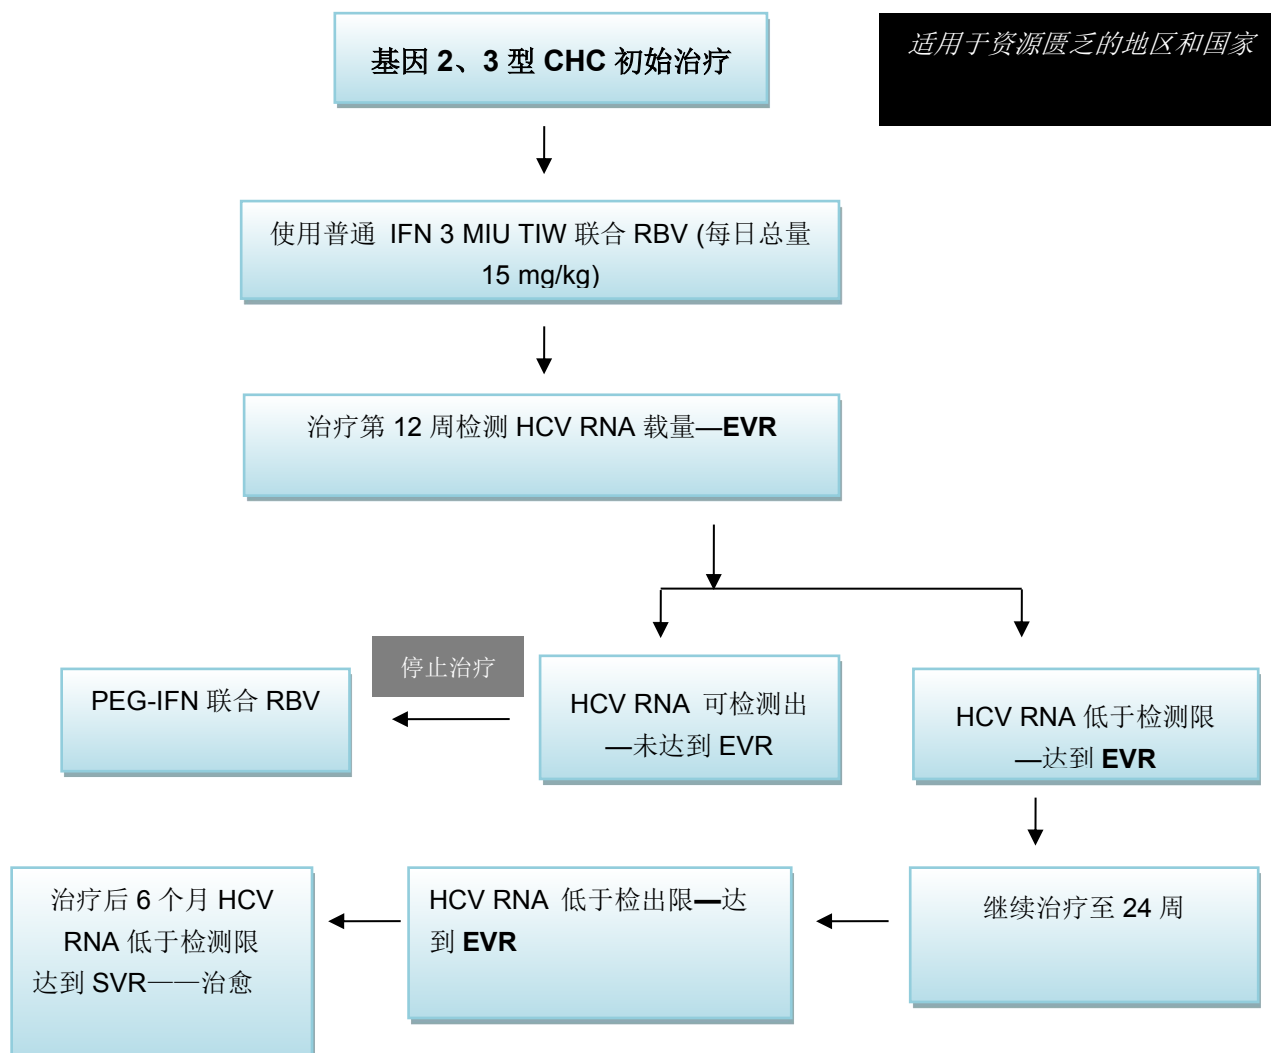 基因 2、3 型 CHC 初始治疗
适用于资源匮乏的地区和国家
使用普通 IFN 3 MIU TIW 联合 RBV (每日总量
15 mg/kg)
治疗第 12 周检测 HCV RNA 载量—EVR
停止治疗
PEG-IFN 联合 RBV
HCV RNA 可检测出
—未达到 EVR
HCV RNA 低于检测限
—达到 EVR
治疗后 6 个月 HCV
RNA 低于检测限
达到 SVR——治愈
HCV RNA 低于检出限—达
到 EVR
继续治疗至 24 周